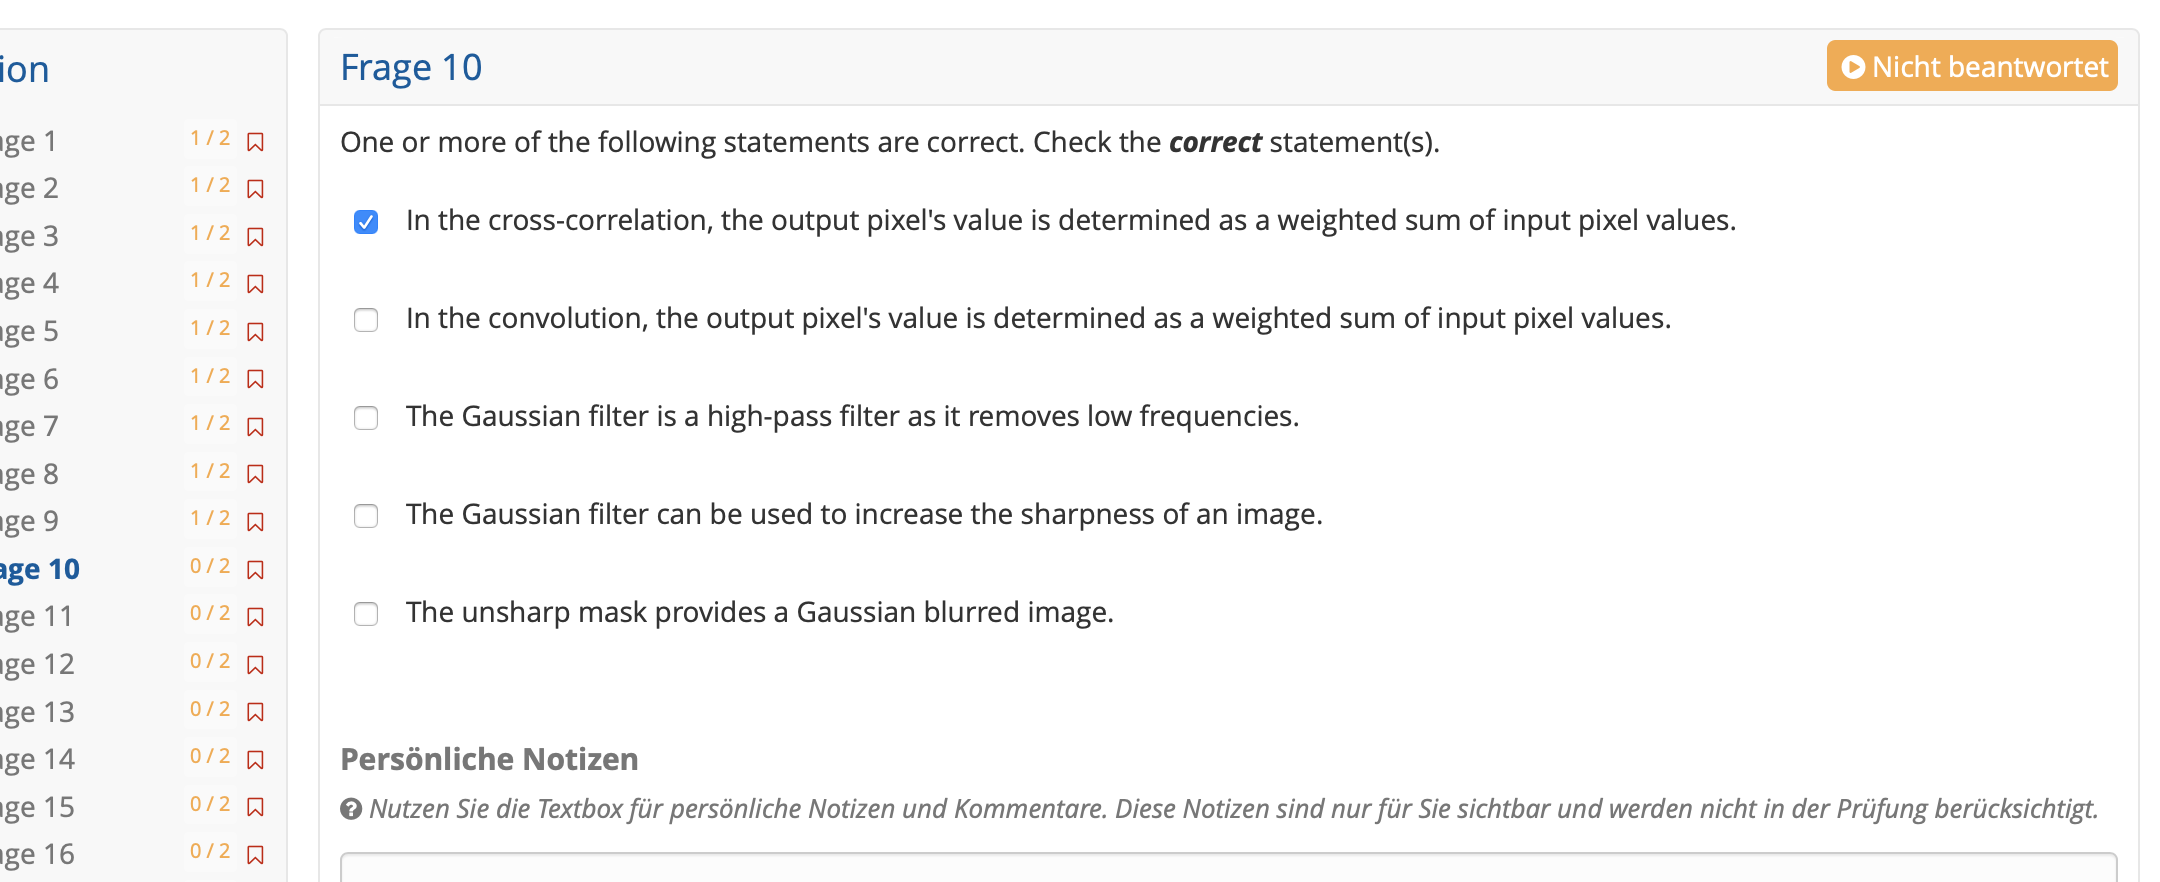 ion
ge 1 1 / 2
ge 2 1 / 2
ge 3 1 / 2
ge 4 1 / 2
ge 5 1 / 2
ge 6 1 / 2
ge 7 1 / 2
ge 8 1 / 2
ge 9 1 / 2
age 10 0 / 2
ge 11 0 / 2
ge 12 0 / 2
ge 13 0 / 2
ge 14 0 / 2
ge 15 0 / 2
ge 16 0 / 2
Frage 10
Nicht beantwortet
One or more of the following statements are correct. Check the correct statement(s).
In the cross-correlation, the output pixel's value is determined as a weighted sum of input pixel values.
In the convolution, the output pixel's value is determined as a weighted sum of input pixel values.
The Gaussian filter is a high-pass filter as it removes low frequencies.
The Gaussian filter can be used to increase the sharpness of an image.
The unsharp mask provides a Gaussian blurred image.
Persönliche Notizen
Nutzen Sie die Textbox für persönliche Notizen und Kommentare. Diese Notizen sind nur für Sie sichtbar und werden nicht in der Prüfung berücksichtigt.